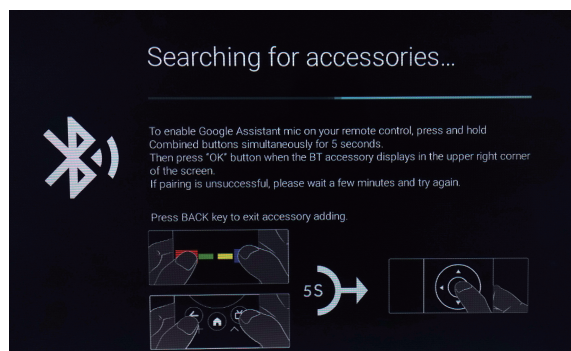 Searching for accessories...
To enable Google Assistant mic on your remote control, press and hold
Combined buttons simultaneously for 5 seconds.
Then press "OK" button when the BT accessory displays in the upper right corner
of the screen.
If pairing is unsuccessful, please wait a few minutes and try again.
Press BACK key to exit accessory adding.
5S